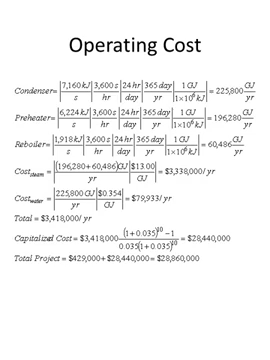 Operating Cost
Condenser= |7,160 kJ/s|3,600 s/hr|24 hr/day|365 day/yr|1 GJ/1×10⁶ kJ| = 225,800 GJ/yr
Preheater= |6,224 kJ/s|3,600 s/hr|24 hr/day|365 day/yr|1 GJ/1×10⁶ kJ| = 196,280 GJ/yr
Reboiler= |1,918 kJ/s|3,600 s/hr|24 hr/day|365 day/yr|1 GJ/1×10⁶ kJ| = 60,486 GJ/yr
Cost_steam = |(196,280+60,486)GJ/yr|$13.00/GJ| = $3,338,000/ yr
Cost_water = |225,800 GJ/yr|$0.354/GJ| = $79,933/ yr
Total = $3,418,000/ yr
Capitalized Cost = $3,418,000 (1+0.035)¹⁰ −1/0.035(1+0.035)¹⁰ = $28,440,000
Total Project = $429,000+$28,440,000= $28,860,000